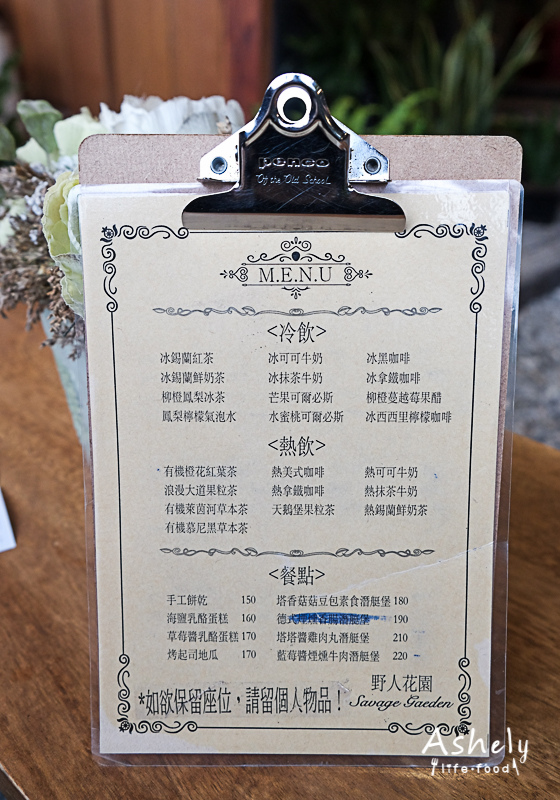 penco
Of the Old School
M.E.N.U
<冷飲>
冰錫蘭紅茶 冰可可牛奶 冰黑咖啡
冰錫蘭鮮奶茶 冰抹茶牛奶 冰拿鐵咖啡
柳橙鳳梨冰茶 芒果可爾必斯 柳橙蔓越莓果醋
鳳梨檸檬氣泡水 水蜜桃可爾必斯 冰西西里檸檬咖啡
<熱飲>
有機橙花紅葉茶 熱美式咖啡 熱可可牛奶
浪漫大道果粒茶 熱拿鐵咖啡 熱抹茶牛奶
有機萊茵河草本茶 天鵝堡果粒茶 熱錫蘭鮮奶茶
有機慕尼黑草本茶
<餐點>
手工餅乾 150 塔香菇菇豆包素食潛艇堡 180
海鹽乳酪蛋糕 160 德式 潛艇堡 190
草莓醬乳酪蛋糕 170 塔塔醬雞肉丸潛艇堡 210
烤起司地瓜 170 藍莓醬煙燻牛肉潛艇堡 220
野人花園
*如欲保留座位，請留個人物品！ Savage Gaeden
Ashely
life.food